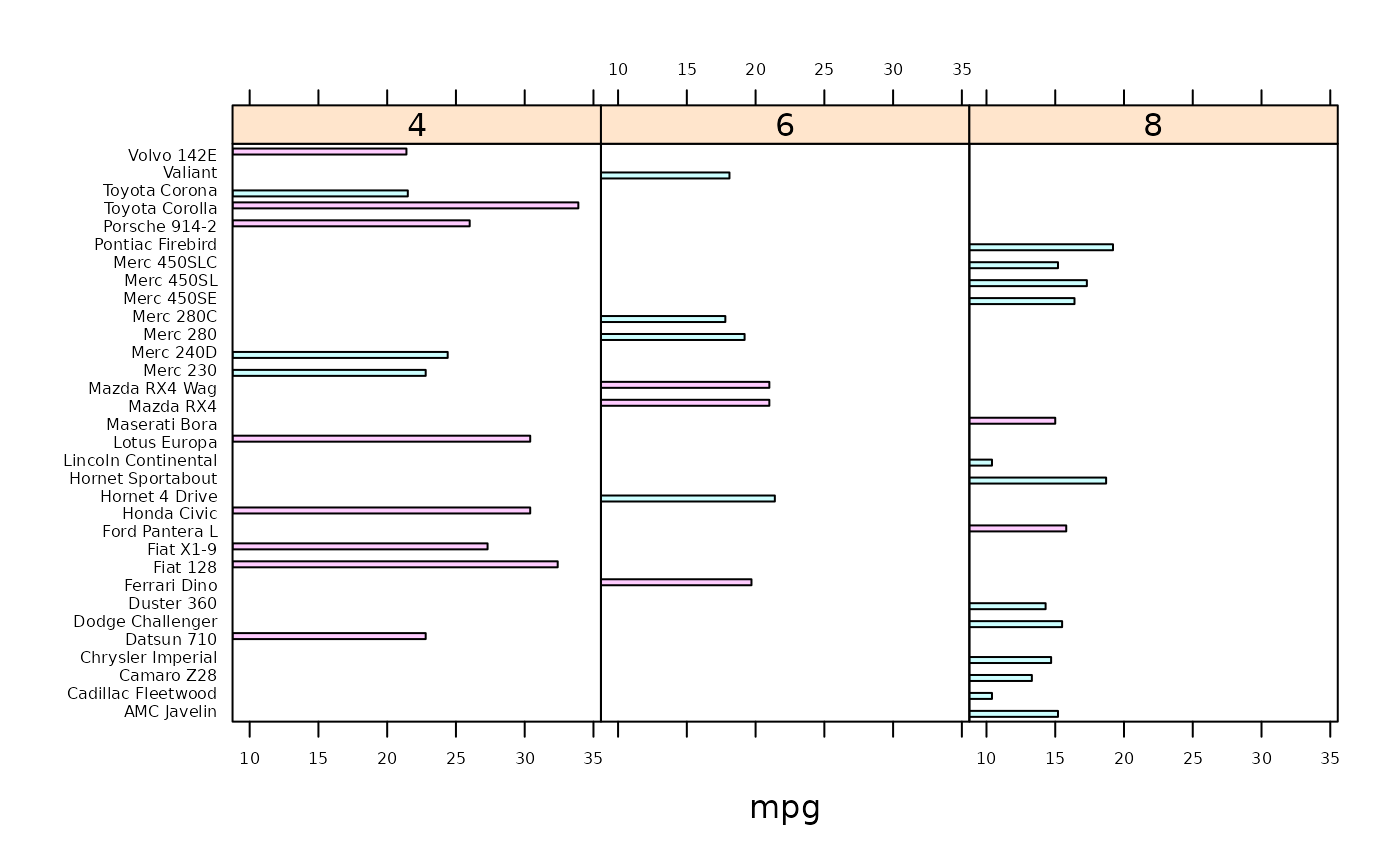 10 15 20 25 30 35
4 6 8
Volvo 142E
Valiant
Toyota Corona
Toyota Corolla
Porsche 914-2
Pontiac Firebird
Merc 450SLC
Merc 450SL
Merc 450SE
Merc 280C
Merc 280
Merc 240D
Merc 230
Mazda RX4 Wag
Mazda RX4
Maserati Bora
Lotus Europa
Lincoln Continental
Hornet Sportabout
Hornet 4 Drive
Honda Civic
Ford Pantera L
Fiat X1-9
Fiat 128
Ferrari Dino
Duster 360
Dodge Challenger
Datsun 710
Chrysler Imperial
Camaro Z28
Cadillac Fleetwood
AMC Javelin
10 15 20 25 30 35 10 15 20 25 30 35
mpg